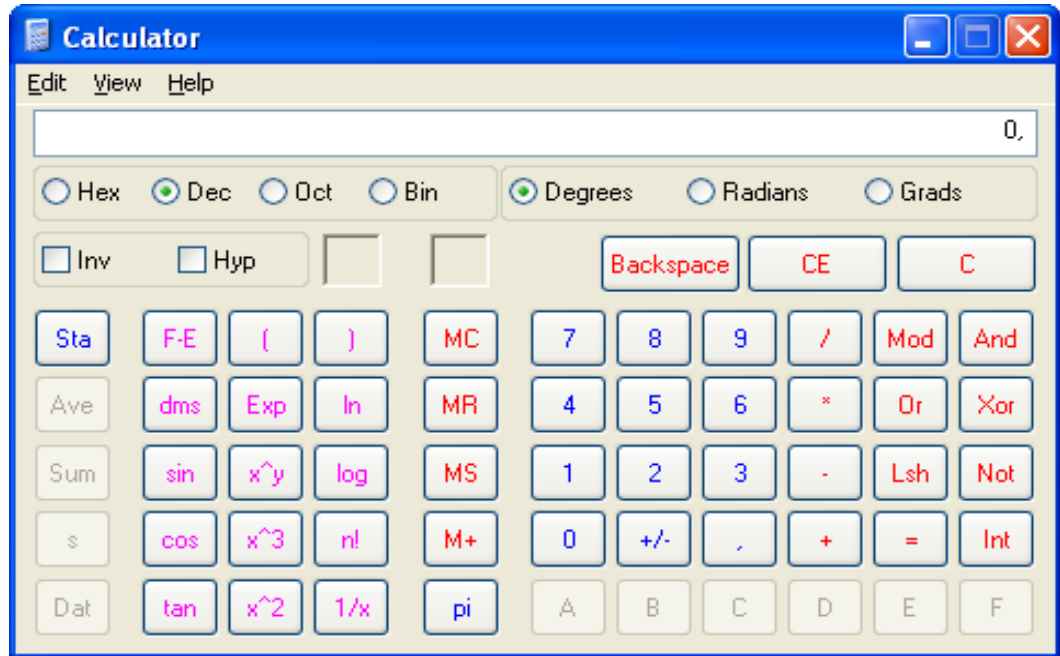 Calculator
Edit View Help
0,
Hex Dec Oct Bin Degrees Radians Grads
Inv Hyp Backspace CE C
Sta F-E ( ) MC 7 8 9 / Mod And
Ave dms Exp ln MR 4 5 6 * Or Xor
Sum sin x^y log MS 1 2 3 - Lsh Not
s cos x^3 n! M+ 0 +/- , + = Int
Dat tan x^2 1/x pi A B C D E F